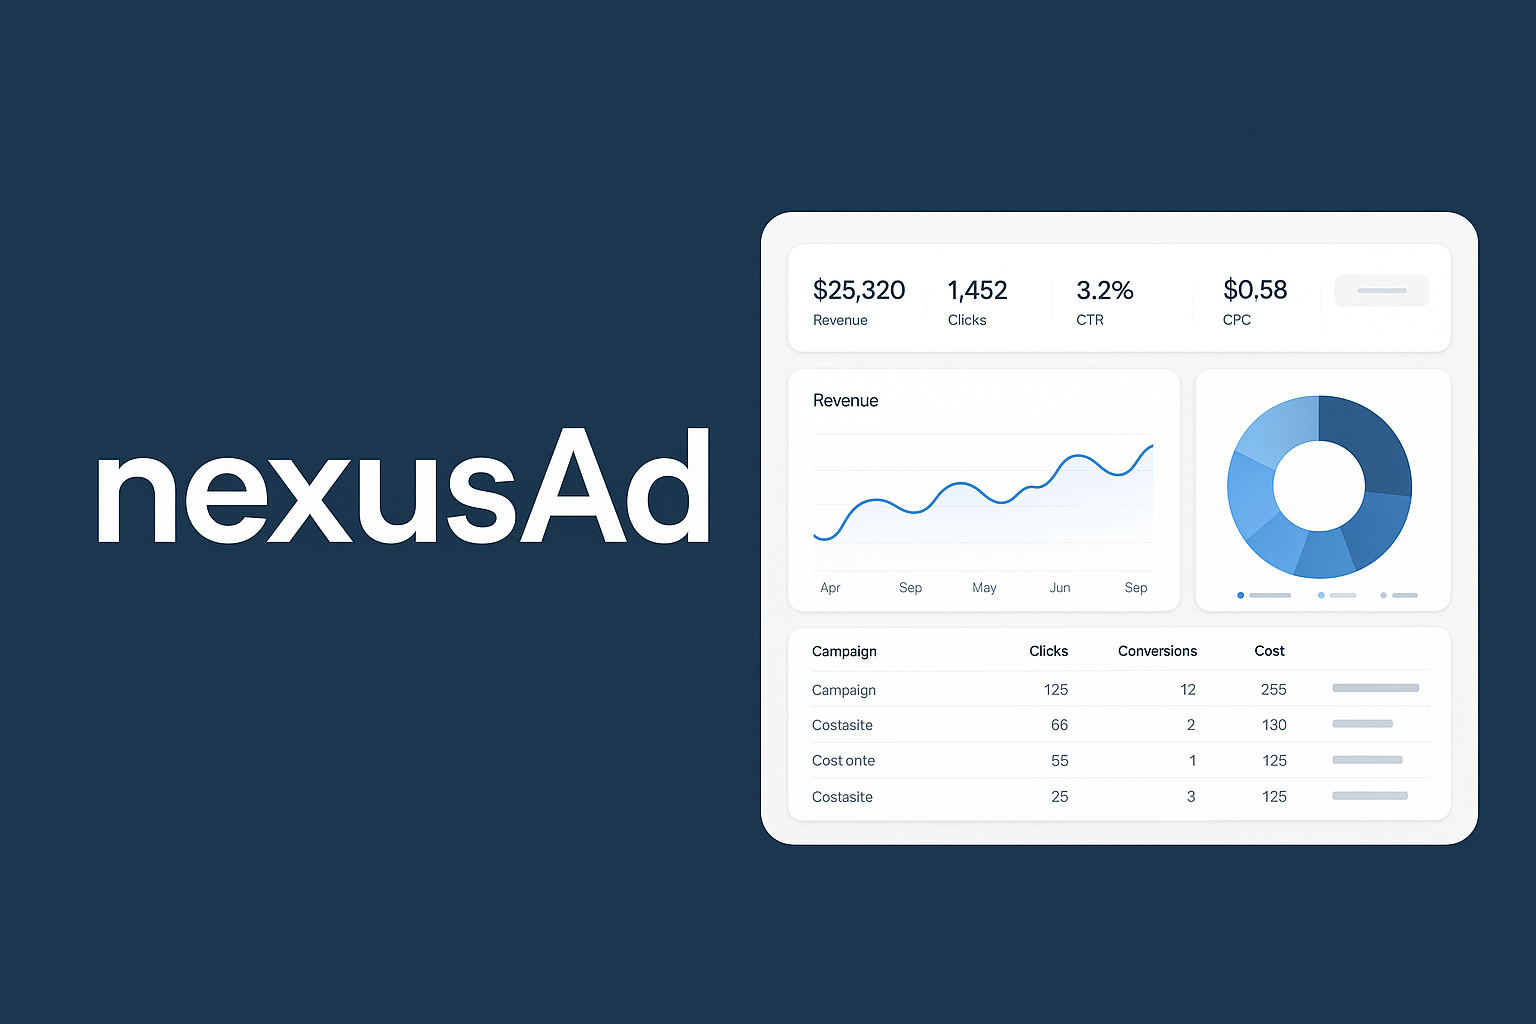 nexusAd
$25,320 1,452 3.2% $0.58
Revenue Clicks CTR CPC
Revenue
Apr Sep May Jun Sep
Campaign Clicks Conversions Cost
Campaign 125 12 255
Costasite 66 2 130
Cost onte 55 1 125
Costasite 25 3 125